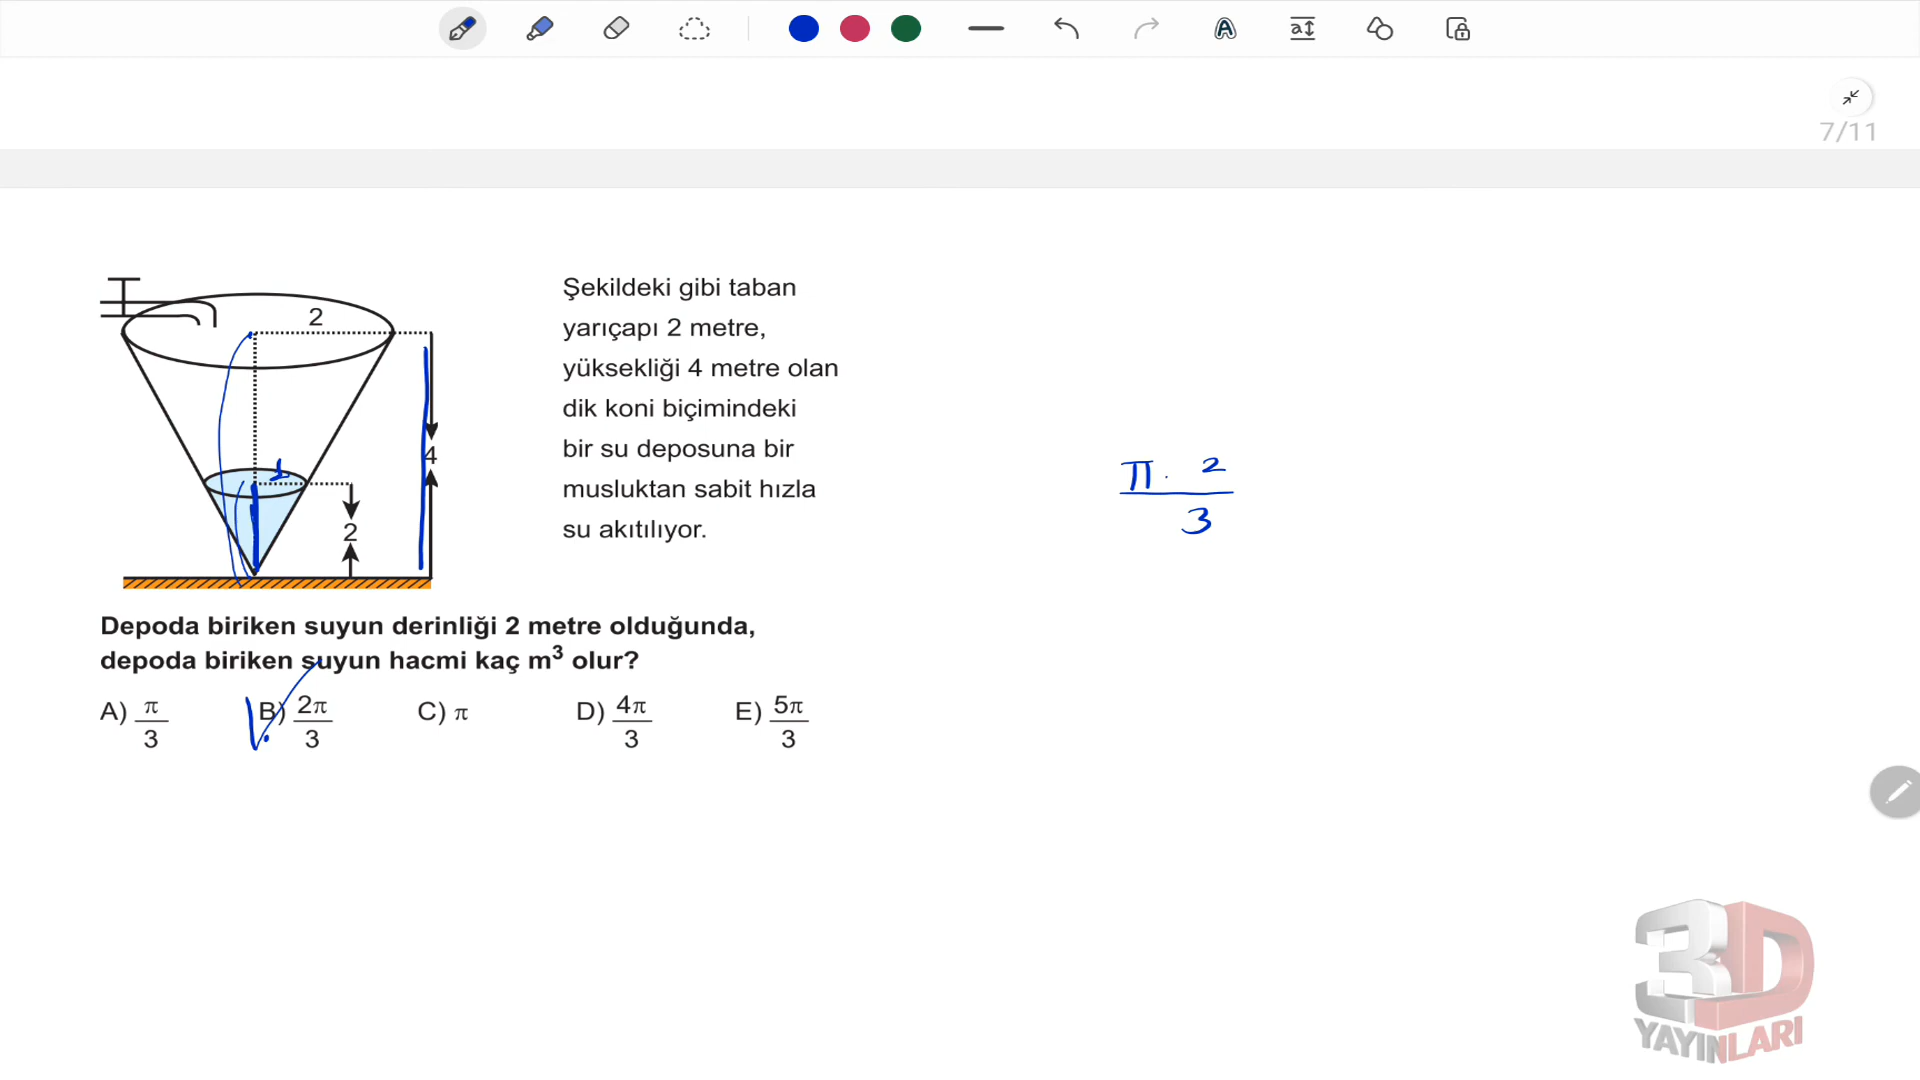 A aI
7/11
2
1
4
2
Şekildeki gibi taban
yarıçapı 2 metre,
yüksekliği 4 metre olan
dik koni biçimindeki
bir su deposuna bir
musluktan sabit hızla
su akıtılıyor.
π · 2
3
Depoda biriken suyun derinliği 2 metre olduğunda,
depoda biriken suyun hacmi kaç m³ olur?
A) π/3 B) 2π/3 C) π D) 4π/3 E) 5π/3
3D
YAYINLARI